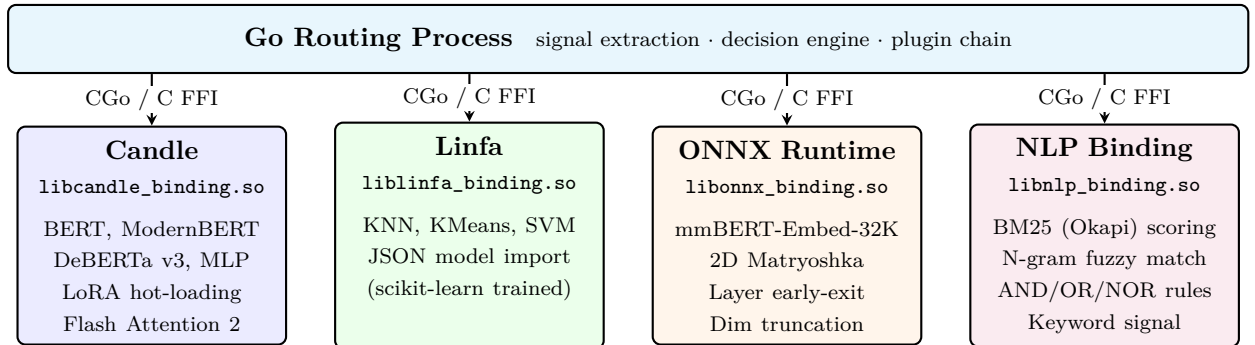 Go Routing Process signal extraction · decision engine · plugin chain
CGo / C FFI
CGo / C FFI
CGo / C FFI
CGo / C FFI
Candle
libcandle_binding.so
BERT, ModernBERT
DeBERTa v3, MLP
LoRA hot-loading
Flash Attention 2
Linfa
liblinfa_binding.so
KNN, KMeans, SVM
JSON model import
(scikit-learn trained)
ONNX Runtime
libonnx_binding.so
mmBERT-Embed-32K
2D Matryoshka
Layer early-exit
Dim truncation
NLP Binding
libnlp_binding.so
BM25 (Okapi) scoring
N-gram fuzzy match
AND/OR/NOR rules
Keyword signal